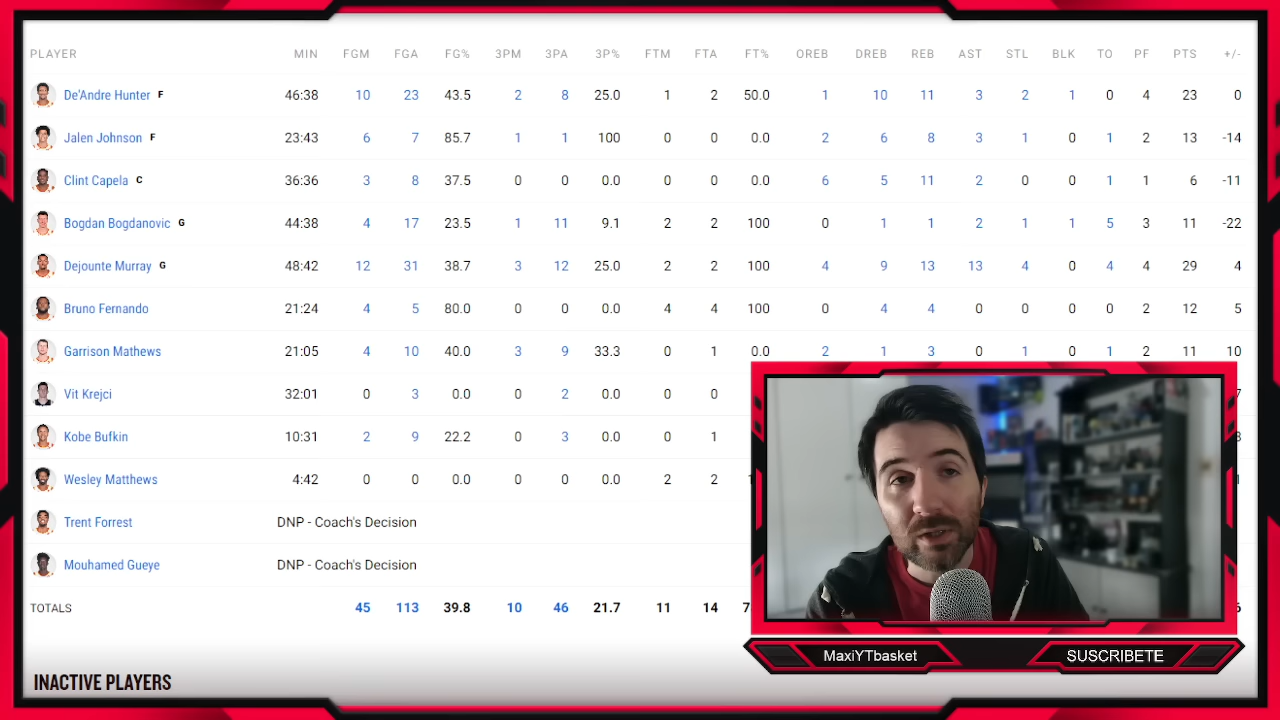 PLAYER MIN FGM FGA FG% 3PM 3PA 3P% FTM FTA FT% OREB DREB REB AST STL BLK TO PF PTS +/-
De'Andre Hunter F 46:38 10 23 43.5 2 8 25.0 1 2 50.0 1 10 11 3 2 1 0 4 23 0
Jalen Johnson F 23:43 6 7 85.7 1 1 100 0 0 0.0 2 6 8 3 1 0 1 2 13 -14
Clint Capela C 36:36 3 8 37.5 0 0 0.0 0 0 0.0 6 5 11 2 0 0 1 1 6 -11
Bogdan Bogdanovic G 44:38 4 17 23.5 1 11 9.1 2 2 100 0 1 1 2 1 1 5 3 11 -22
Dejounte Murray G 48:42 12 31 38.7 3 12 25.0 2 2 100 4 9 13 13 4 0 4 4 29 4
Bruno Fernando 21:24 4 5 80.0 0 0 0.0 4 4 100 0 4 4 0 0 0 0 2 12 5
Garrison Mathews 21:05 4 10 40.0 3 9 33.3 0 1 0.0 2 1 3 0 1 0 1 2 11 10
Vit Krejci 32:01 0 3 0.0 0 2 0.0 0 0
Kobe Bufkin 10:31 2 9 22.2 0 3 0.0 0 1
Wesley Matthews 4:42 0 0 0.0 0 0 0.0 2 2
Trent Forrest DNP - Coach's Decision
Mouhamed Gueye DNP - Coach's Decision
TOTALS 45 113 39.8 10 46 21.7 11 14
MaxiYTbasket SUSCRIBETE
INACTIVE PLAYERS